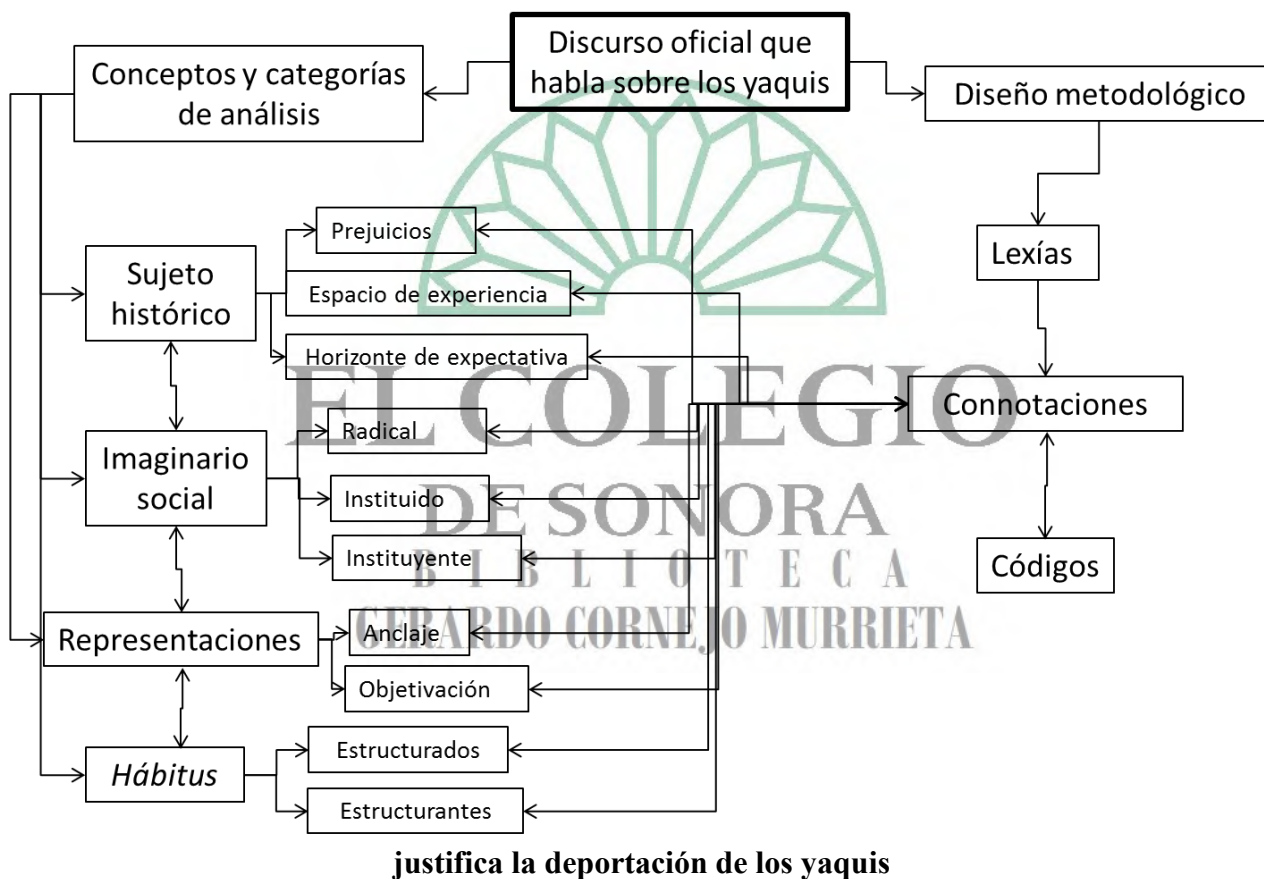 Discurso oficial que
habla sobre los yaquis
Conceptos y categorías
de análisis
Diseño metodológico
Prejuicios
Sujeto
histórico
Espacio de experiencia
Horizonte de expectativa
Lexías
Connotaciones
Códigos
Imaginario
social
Radical
Instituido
Instituyente
Representaciones
Anclaje
Objetivación
Hábitus
Estructurados
Estructurantes
EL COLEGIO
DE SONORA
BIBLIOTECA
GERARDO CORNEJO MURRIETA
justifica la deportación de los yaquis